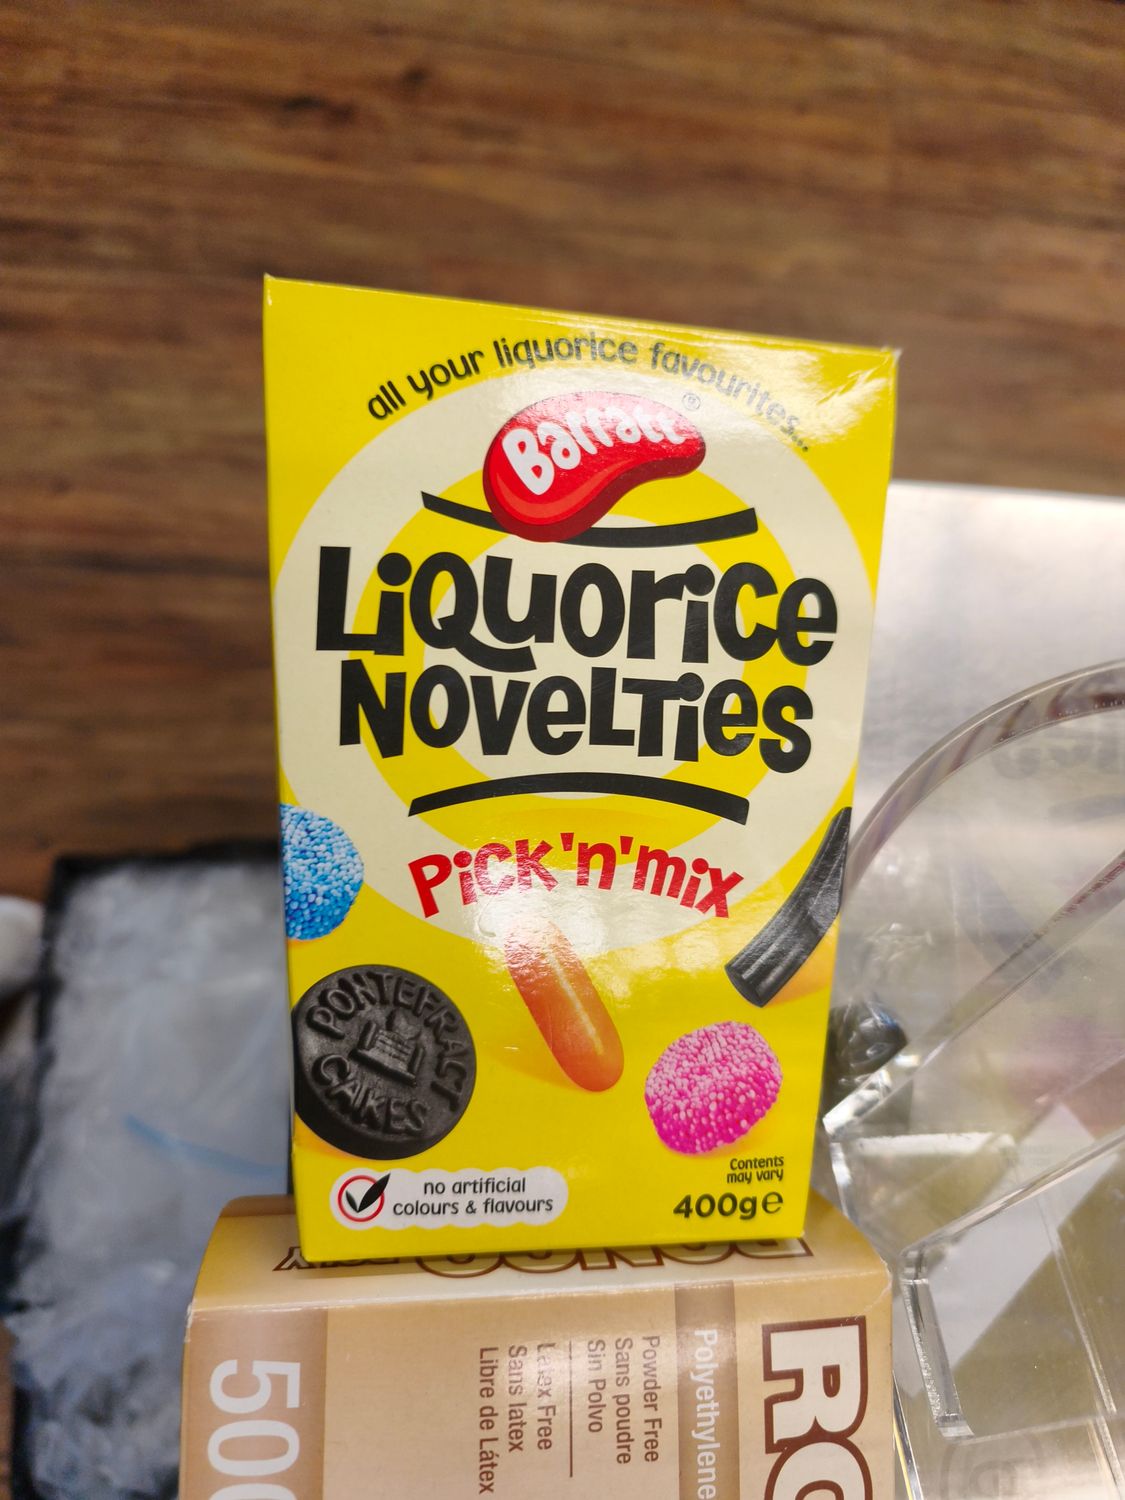 all your liquorice favourites...
Barratt®
LiQuorice
NoveLTies
Pick'n'mix
PONTEFRACT
CAKES
no artificial
colours & flavours
Contents
may vary
400g e
Polyethylene
Powder Free
Sans poudre
Sin Polvo
Latex Free
Sans latex
Libre de Látex